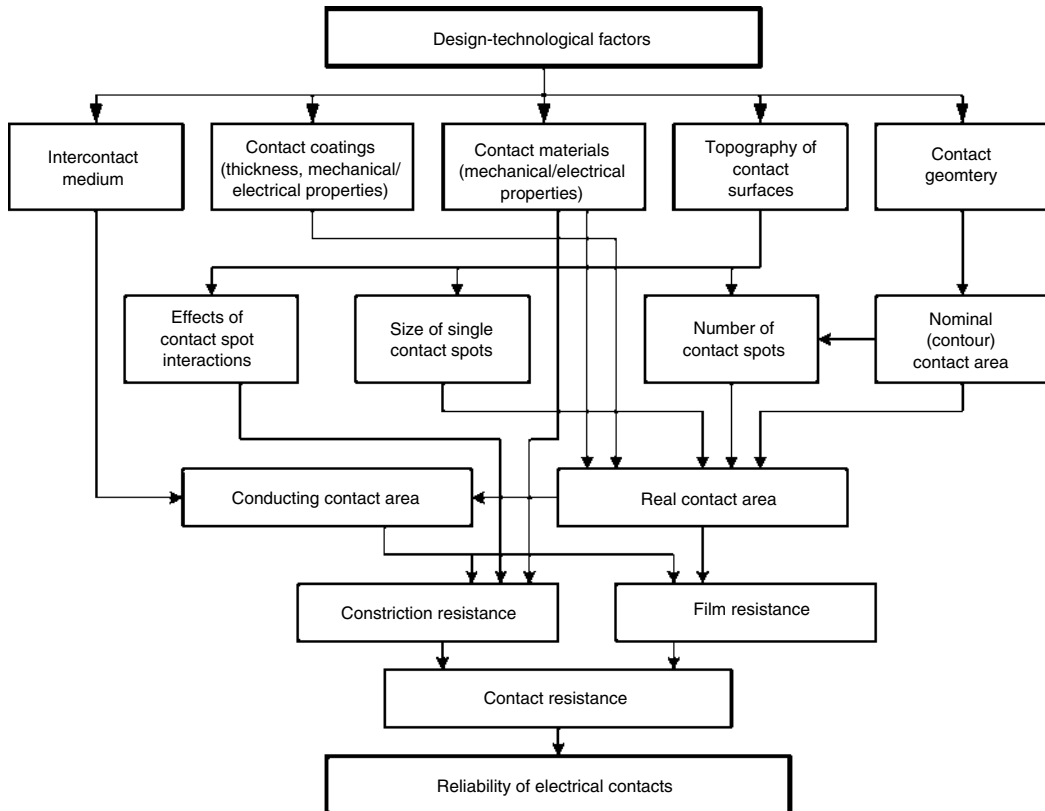 Design-technological factors
Intercontact
medium
Contact coatings
(thickness, mechanical/
electrical properties)
Contact materials
(mechanical/electrical
properties)
Topography of
contact
surfaces
Contact
geomtery
Effects of
contact spot
interactions
Size of single
contact spots
Number of
contact spots
Nominal
(contour)
contact area
Conducting contact area
Real contact area
Constriction resistance
Film resistance
Contact resistance
Reliability of electrical contacts